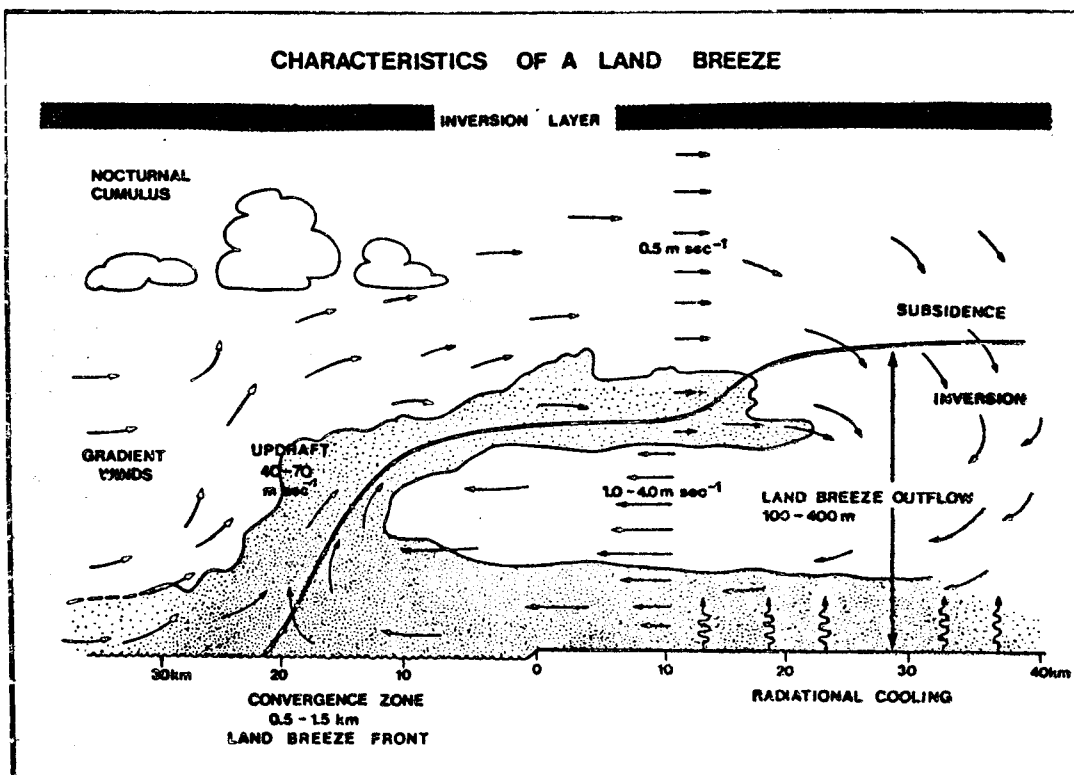 CHARACTERISTICS OF A LAND BREEZE
INVERSION LAYER
NOCTURNAL
CUMULUS
0.5 m sec⁻¹
SUBSIDENCE
INVERSION
GRADIENT
WINDS
UPDRAFT
40-70
m sec⁻¹
1.0-4.0 m sec⁻¹
LAND BREEZE OUTFLOW
100-400 m
30km 20 10 0 10 20 30 40km
CONVERGENCE ZONE
0.5 - 1.5 km
LAND BREEZE FRONT
RADIATIONAL COOLING